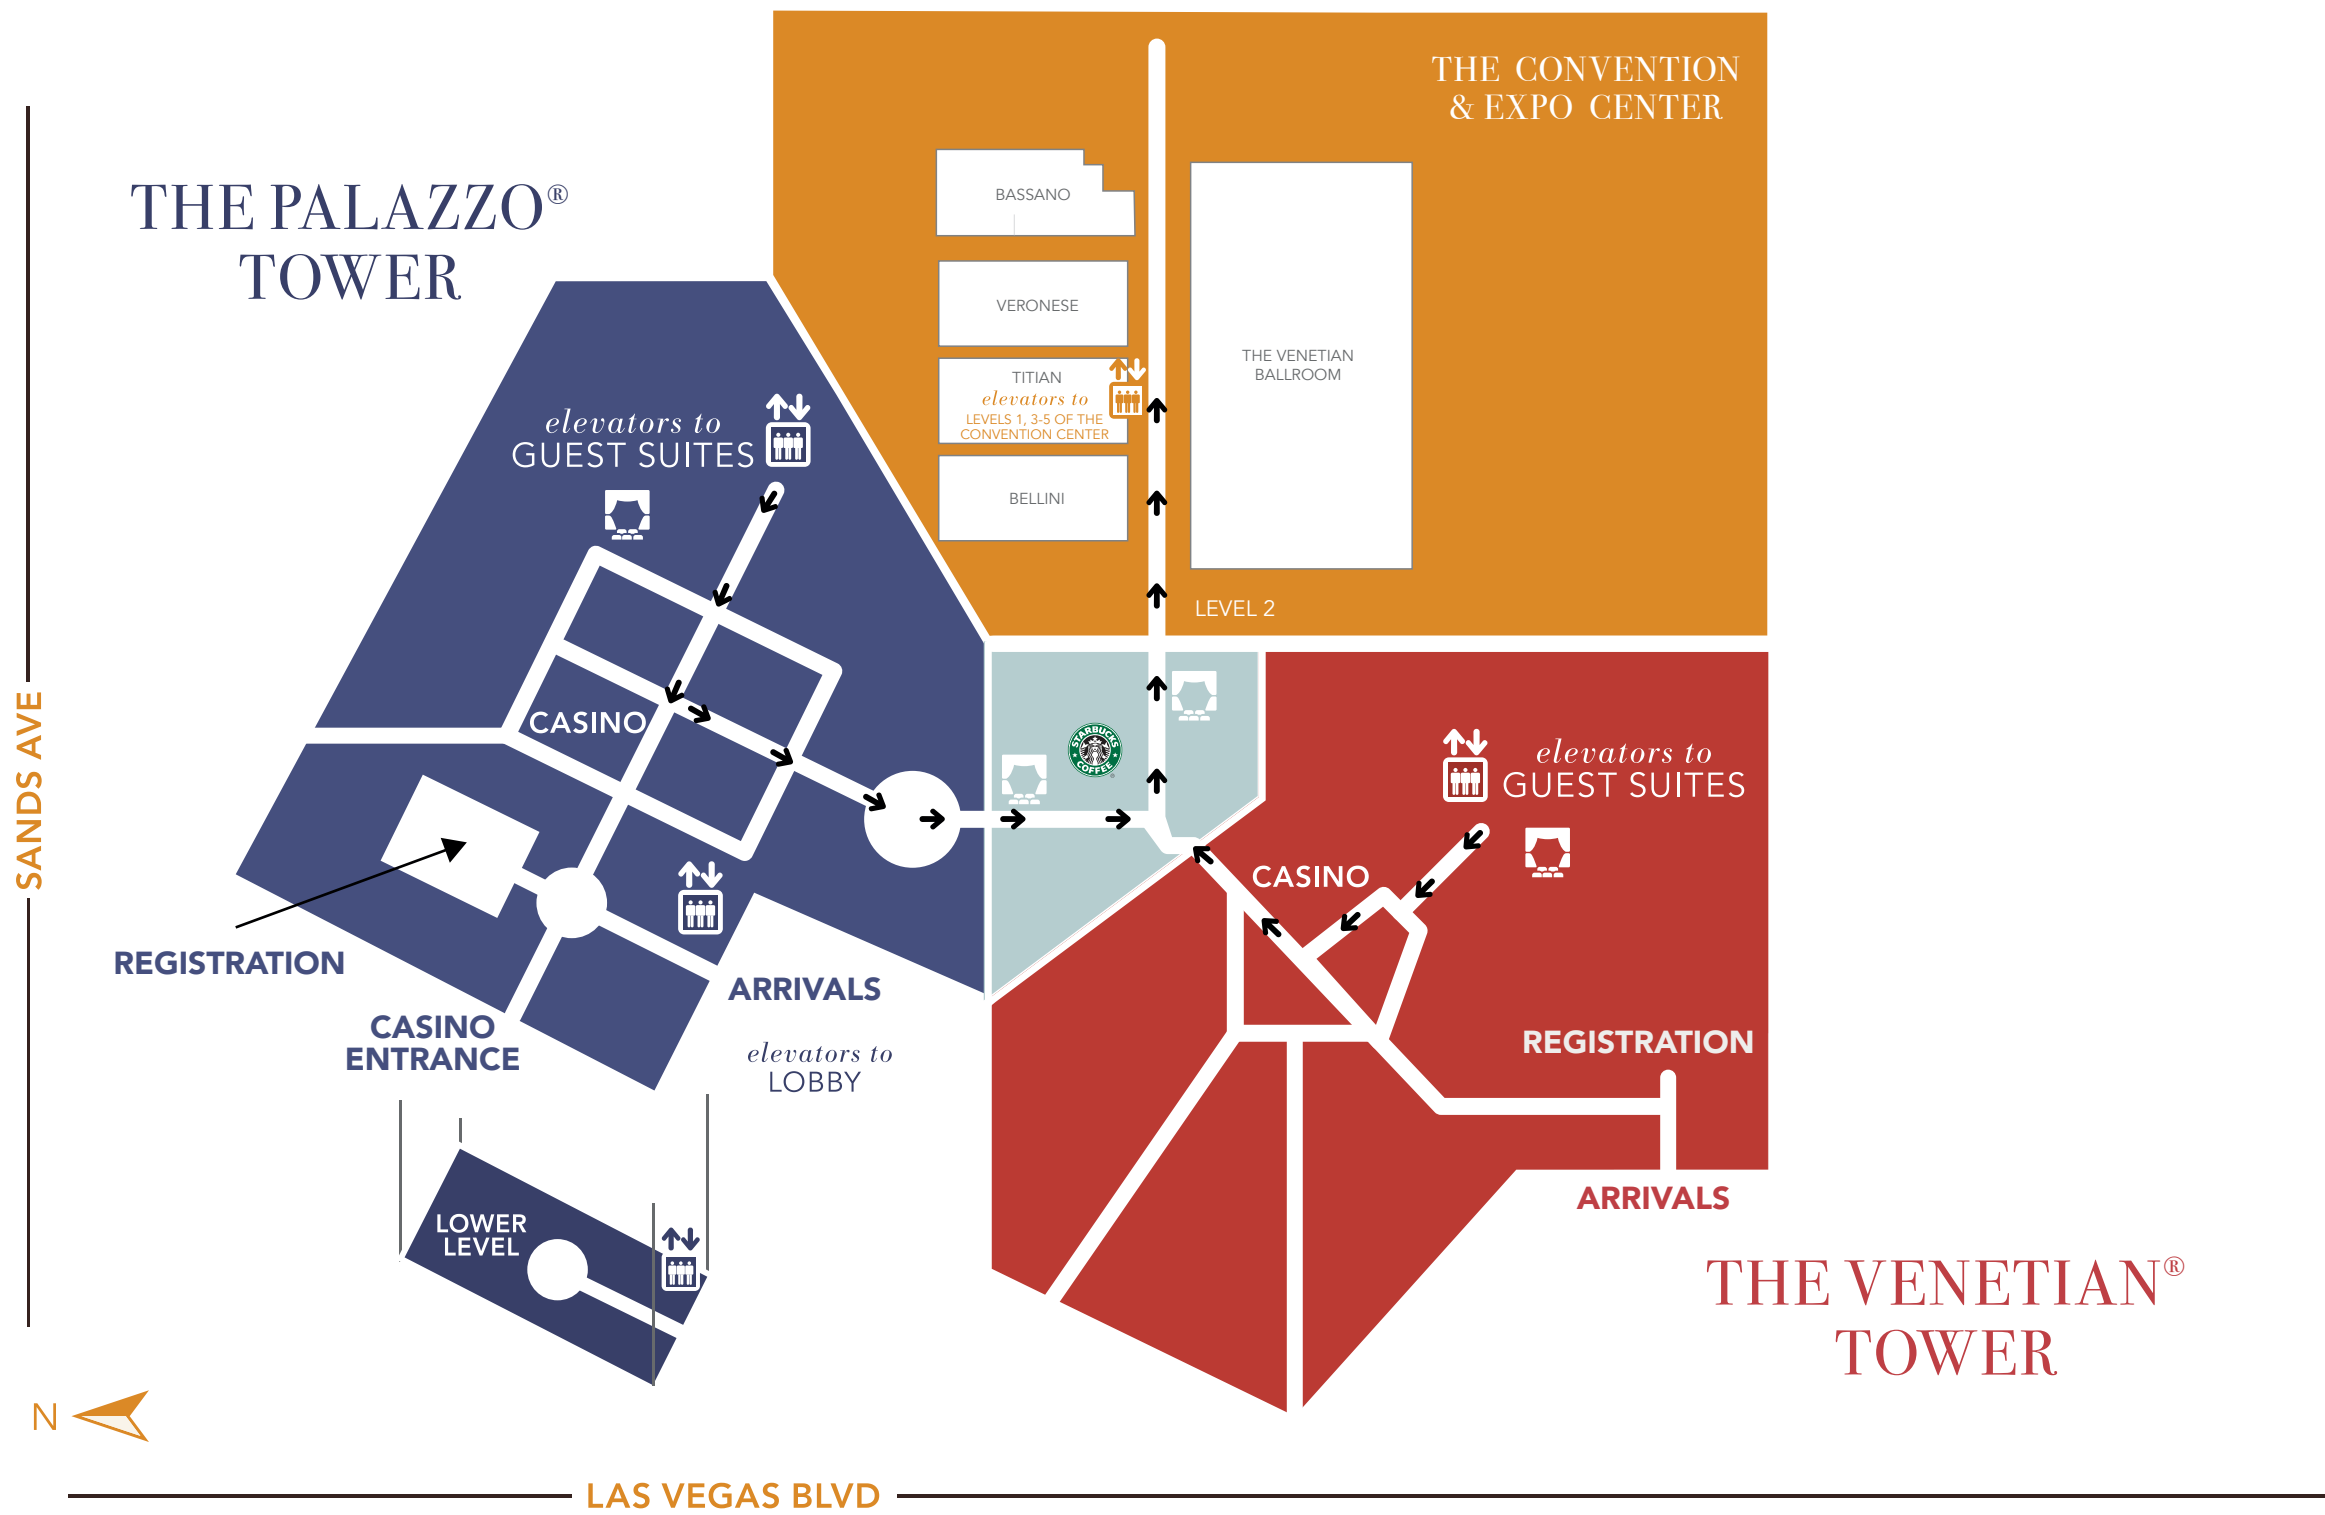 THE CONVENTION
& EXPO CENTER
THE PALAZZO®
TOWER
BASSANO
VERONESE
TITIAN
elevators to
LEVELS 1, 3-5 OF THE
CONVENTION CENTER
BELLINI
THE VENETIAN
BALLROOM
LEVEL 2
elevators to
GUEST SUITES
CASINO
STARBUCKS
COFFEE
®
elevators to
GUEST SUITES
CASINO
SANDS AVE
REGISTRATION
ARRIVALS
CASINO
ENTRANCE
elevators to
LOBBY
REGISTRATION
ARRIVALS
LOWER
LEVEL
THE VENETIAN®
TOWER
N
LAS VEGAS BLVD